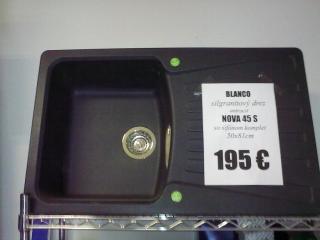 BLANCO
silgranitový drez
antracit
NOVA 45 S
so sifónom komplet
50x81cm
195 €